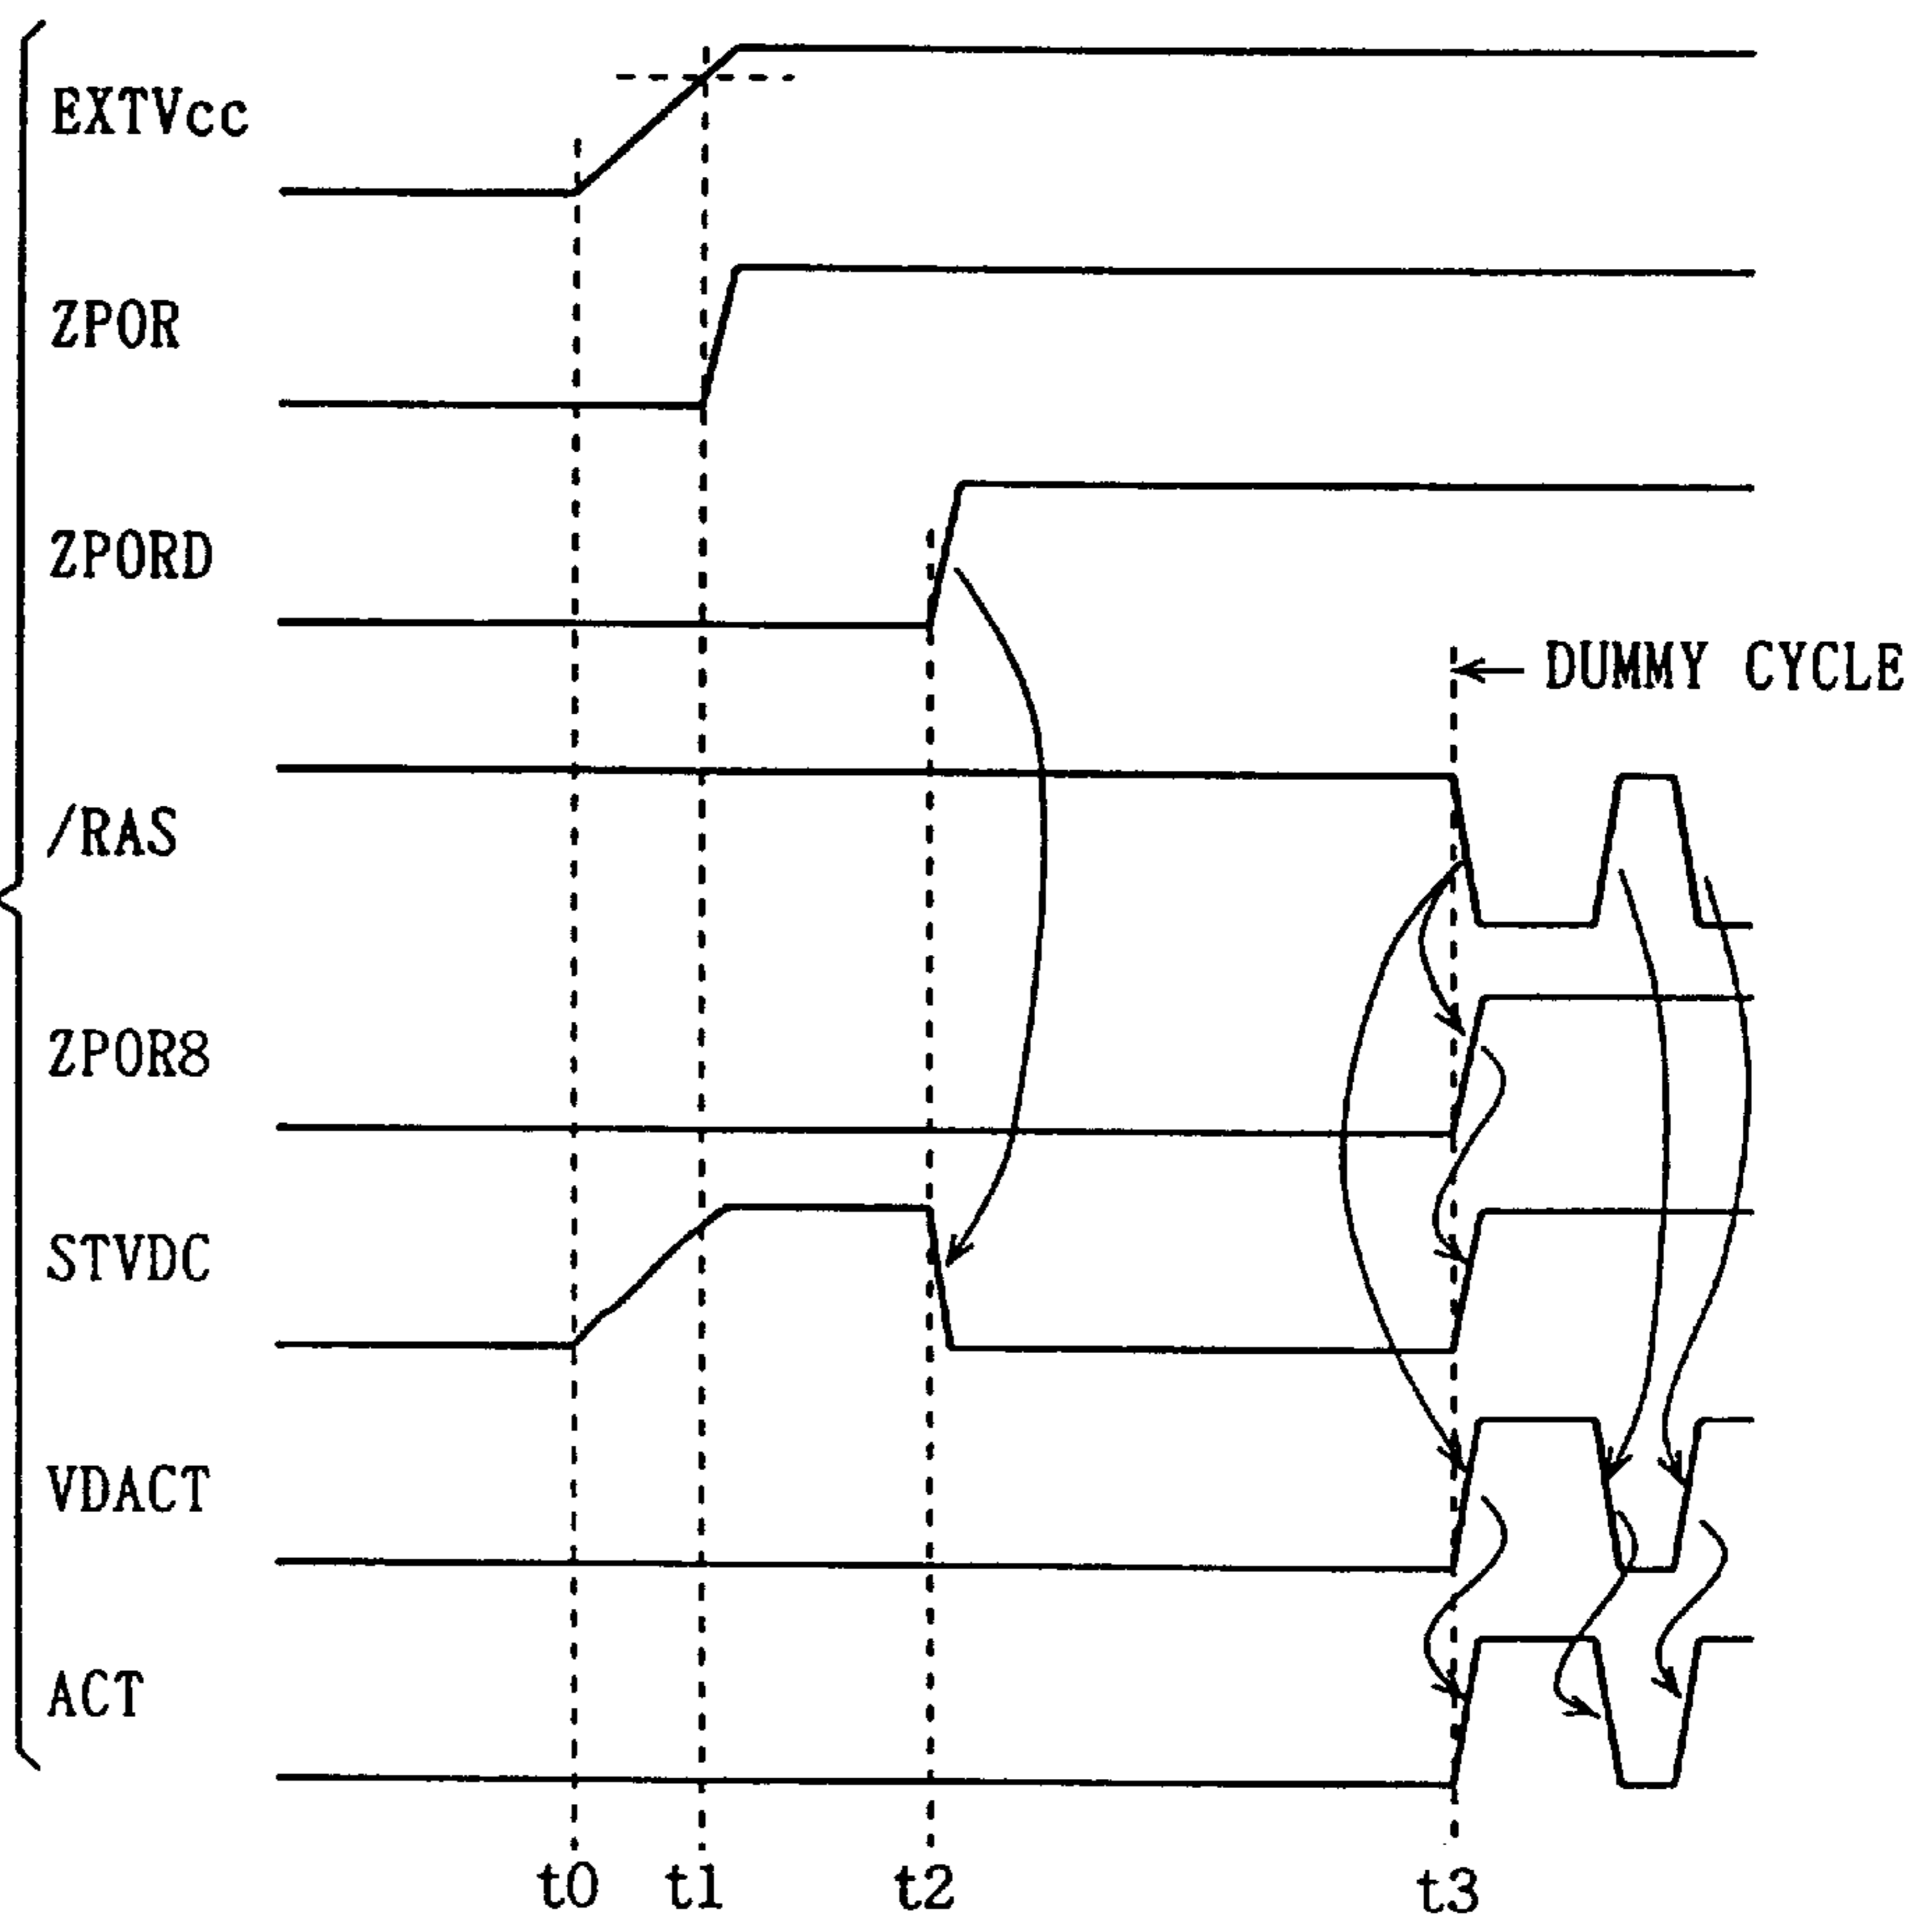 EXTVcc
ZPOR
ZPORD
DUMMY CYCLE
/RAS
ZPOR8
STVDC
VDACT
ACT
t0 t1 t2 t3